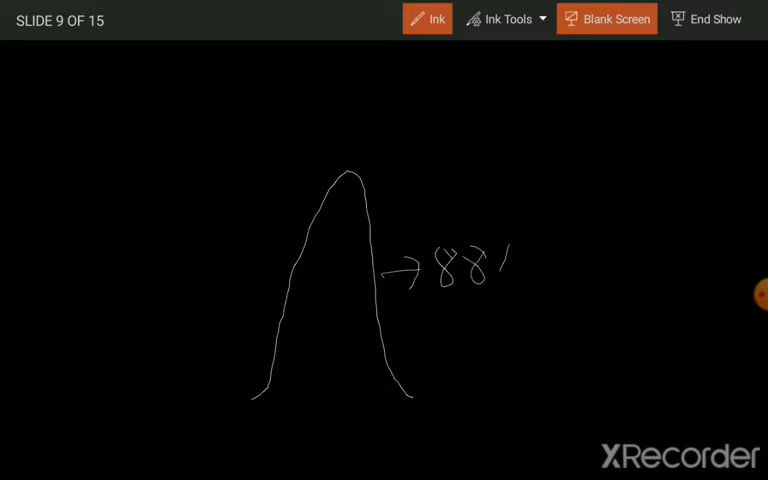 SLIDE 9 OF 15
Ink
Ink Tools
Blank Screen
End Show
→ 88
XRecorder